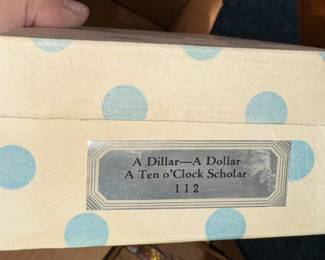 A Dillar—A Dollar
A Ten o'Clock Scholar
112